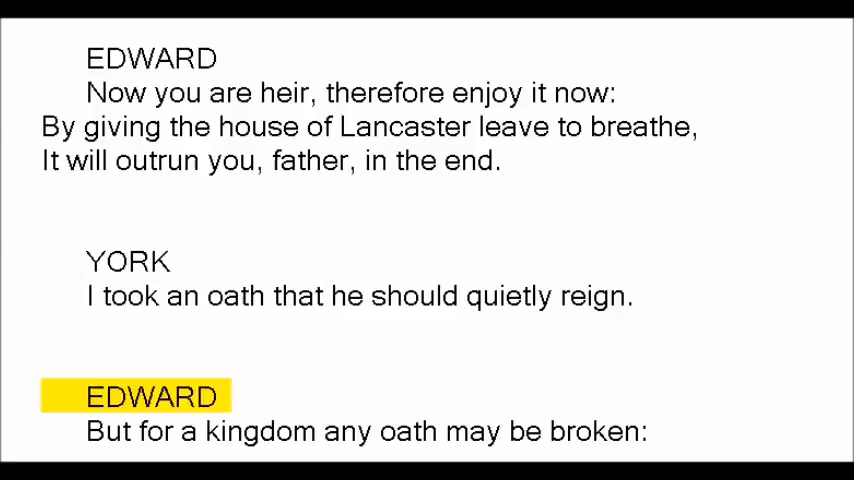 EDWARD
Now you are heir, therefore enjoy it now:
By giving the house of Lancaster leave to breathe,
It will outrun you, father, in the end.
YORK
I took an oath that he should quietly reign.
EDWARD
But for a kingdom any oath may be broken: